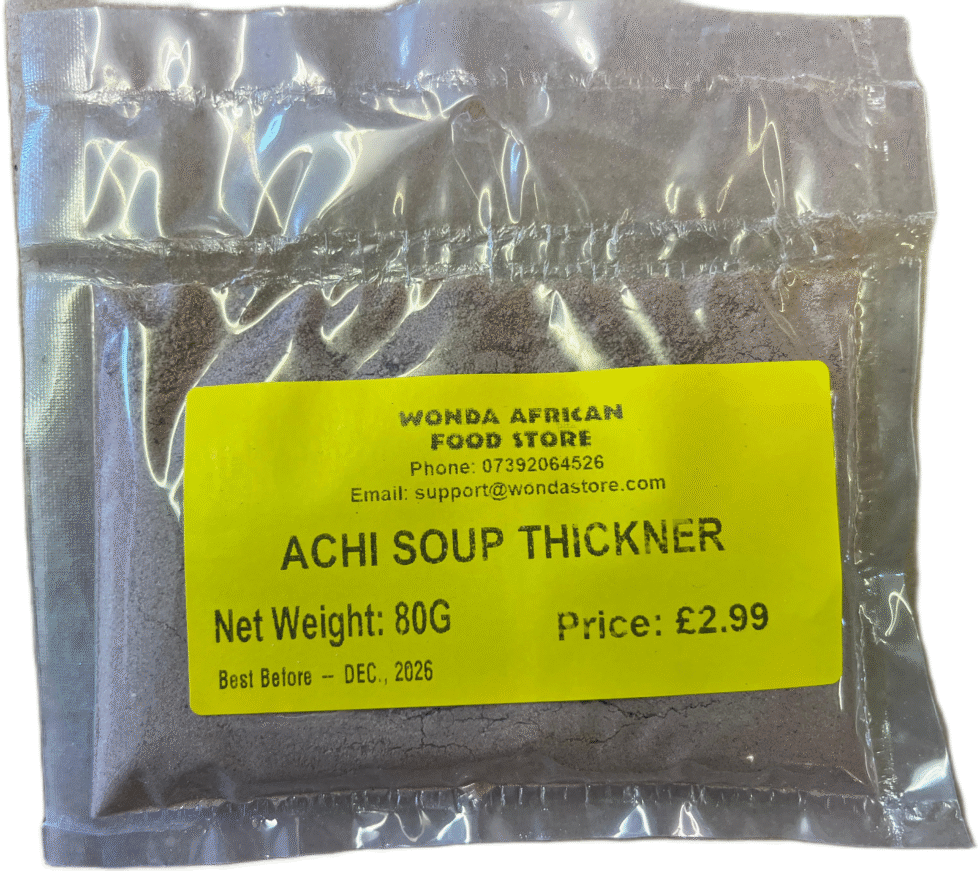 WONDA AFRICAN
FOOD STORE
Phone: 07392064526
Email: support@wondastore.com
ACHI SOUP THICKNER
Net Weight: 80G
Price: £2.99
Best Before -- DEC., 2026